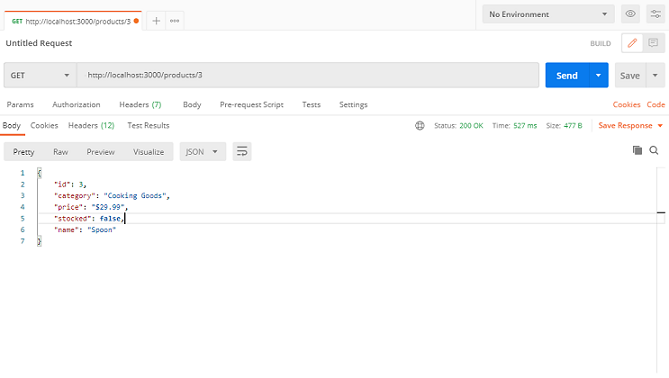 GET http://localhost:3000/products/3
No Environment
Untitled Request
BUILD
GET http://localhost:3000/products/3 Send Save
Params Authorization Headers (7) Body Pre-request Script Tests Settings Cookies Code
Body Cookies Headers (12) Test Results Status: 200 OK Time: 527 ms Size: 477 B Save Response
Pretty Raw Preview Visualize JSON
1 {
2 "id": 3,
3 "category": "Cooking Goods",
4 "price": "$29.99",
5 "stocked": false,
6 "name": "Spoon"
7 }